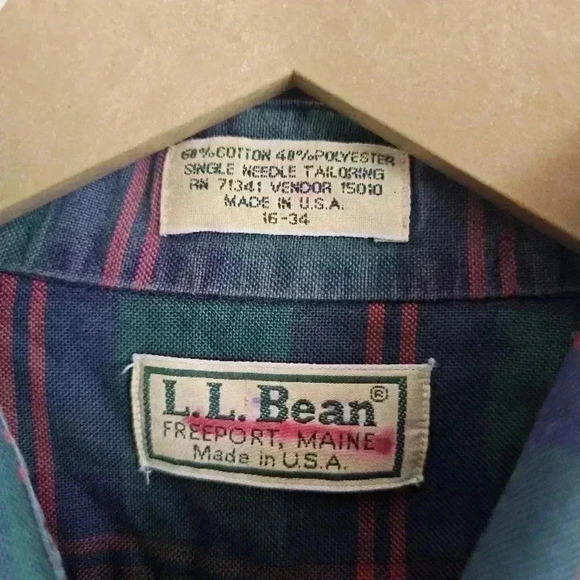 60%COTTON 40%POLYESTER
SINGLE NEEDLE TAILORING
RN 71341 VENDOR 15010
MADE IN U.S.A.
16-34
L.L. Bean®
FREEPORT, MAINE
Made in U.S.A.